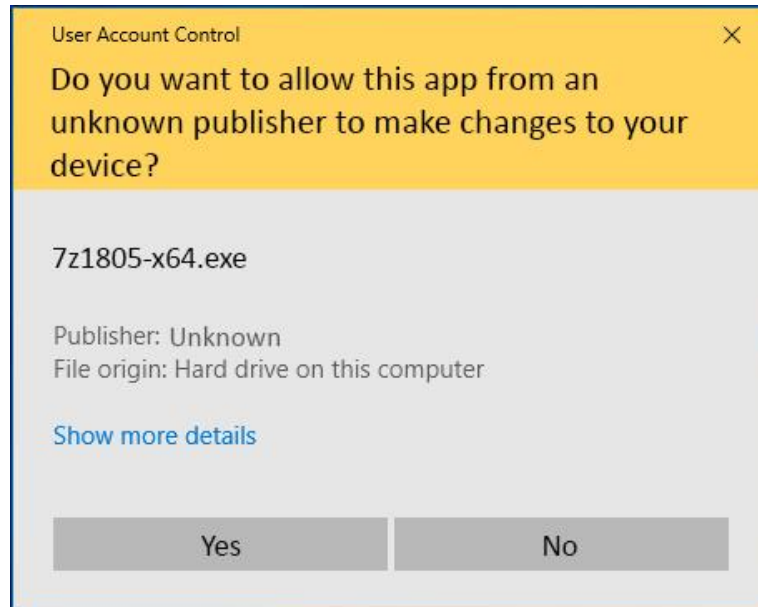 User Account Control
Do you want to allow this app from an
unknown publisher to make changes to your
device?
7z1805-x64.exe
Publisher: Unknown
File origin: Hard drive on this computer
Show more details
Yes
No